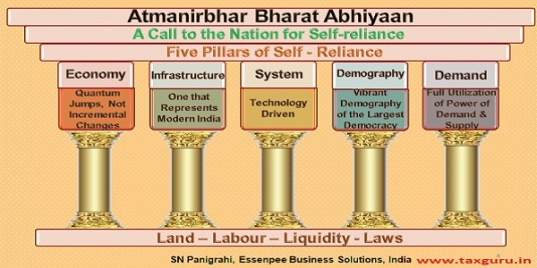 Atmanirbhar Bharat Abhiyaan
A Call to the Nation for Self-reliance
Five Pillars of Self - Reliance
Economy
Quantum
Jumps, Not
Incremental
Changes
Infrastructure
One that
Represents
Modern India
System
Technology
Driven
Demography
Vibrant
Demography
of the Largest
Democracy
Demand
Full Utilization
of Power of
Demand &
Supply
Land – Labour – Liquidity - Laws
SN Panigrahi, Essenpee Business Solutions, India
www.taxguru.in